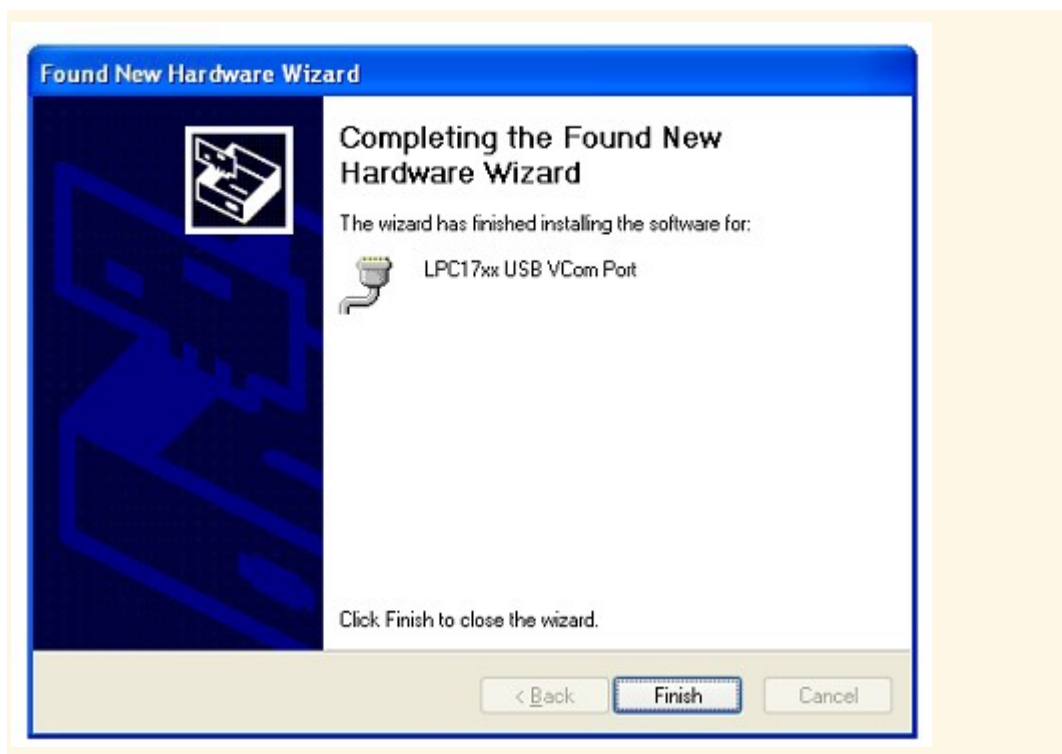 Found New Hardware Wizard
Completing the Found New
Hardware Wizard
The wizard has finished installing the software for:
LPC17xx USB VCom Port
Click Finish to close the wizard.
< Back
Finish
Cancel